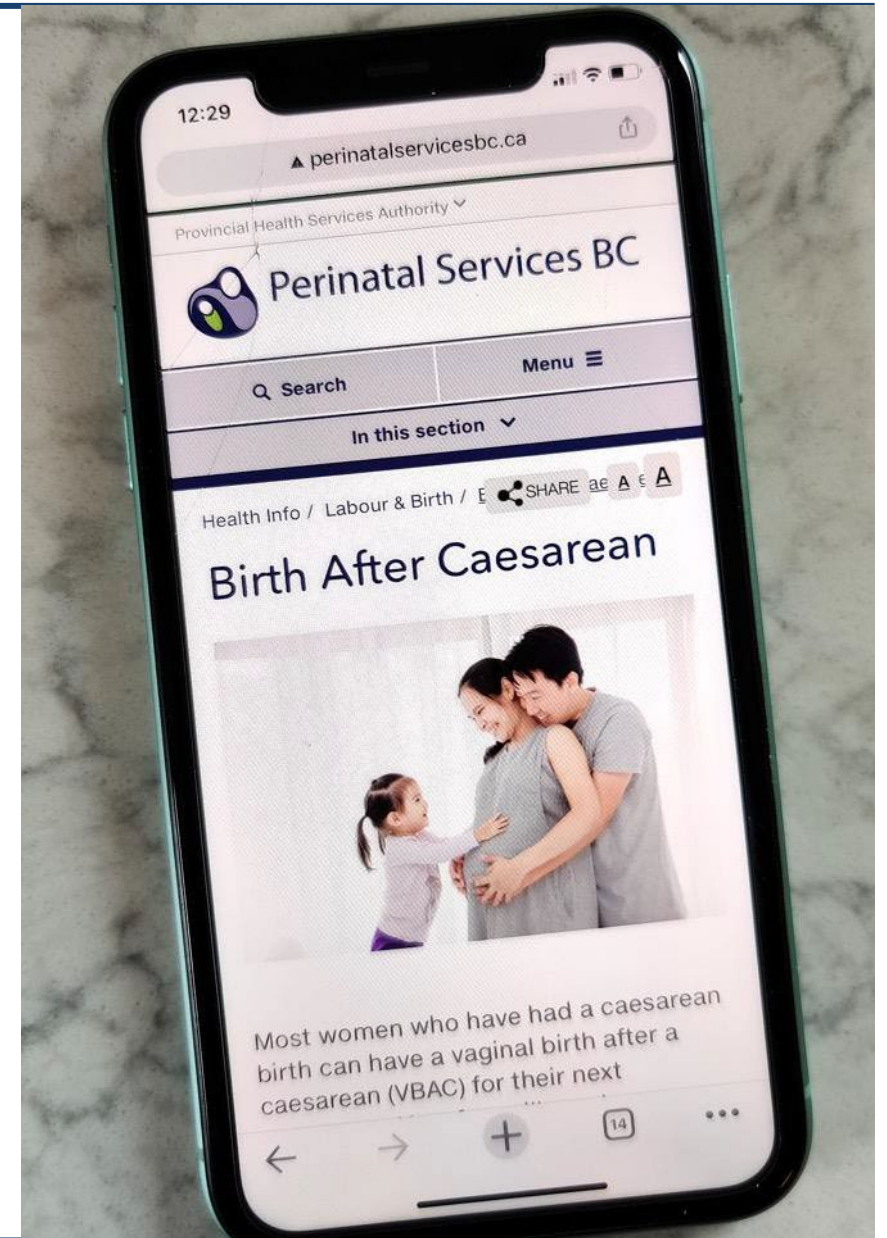 12:29
perinatalservicesbc.ca
Provincial Health Services Authority
Perinatal Services BC
Search
Menu
In this section
Health Info / Labour & Birth /
SHARE
A
A
Birth After Caesarean
Most women who have had a caesarean
birth can have a vaginal birth after a
caesarean (VBAC) for their next
14